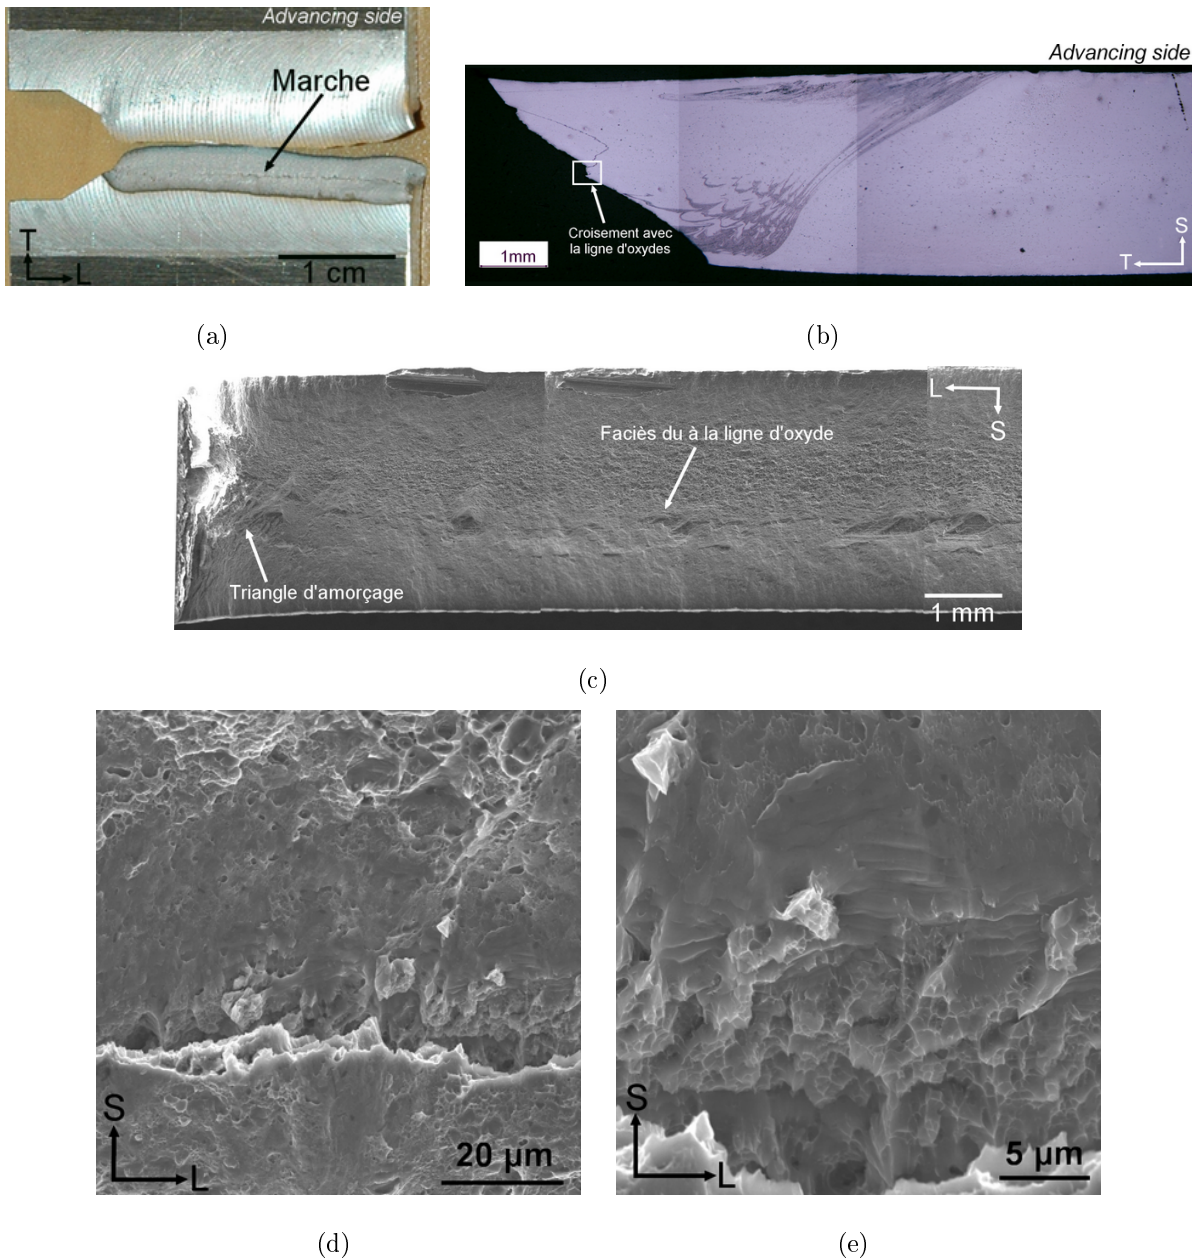 Advancing side
Marche
T
L
1 cm
(a)
Advancing side
Croisement avec
la ligne d'oxydes
1mm
S
T
(b)
L
S
Faciès du à la ligne d'oxyde
Triangle d'amorçage
1 mm
(c)
S
L
20 µm
(d)
S
L
5 µm
(e)